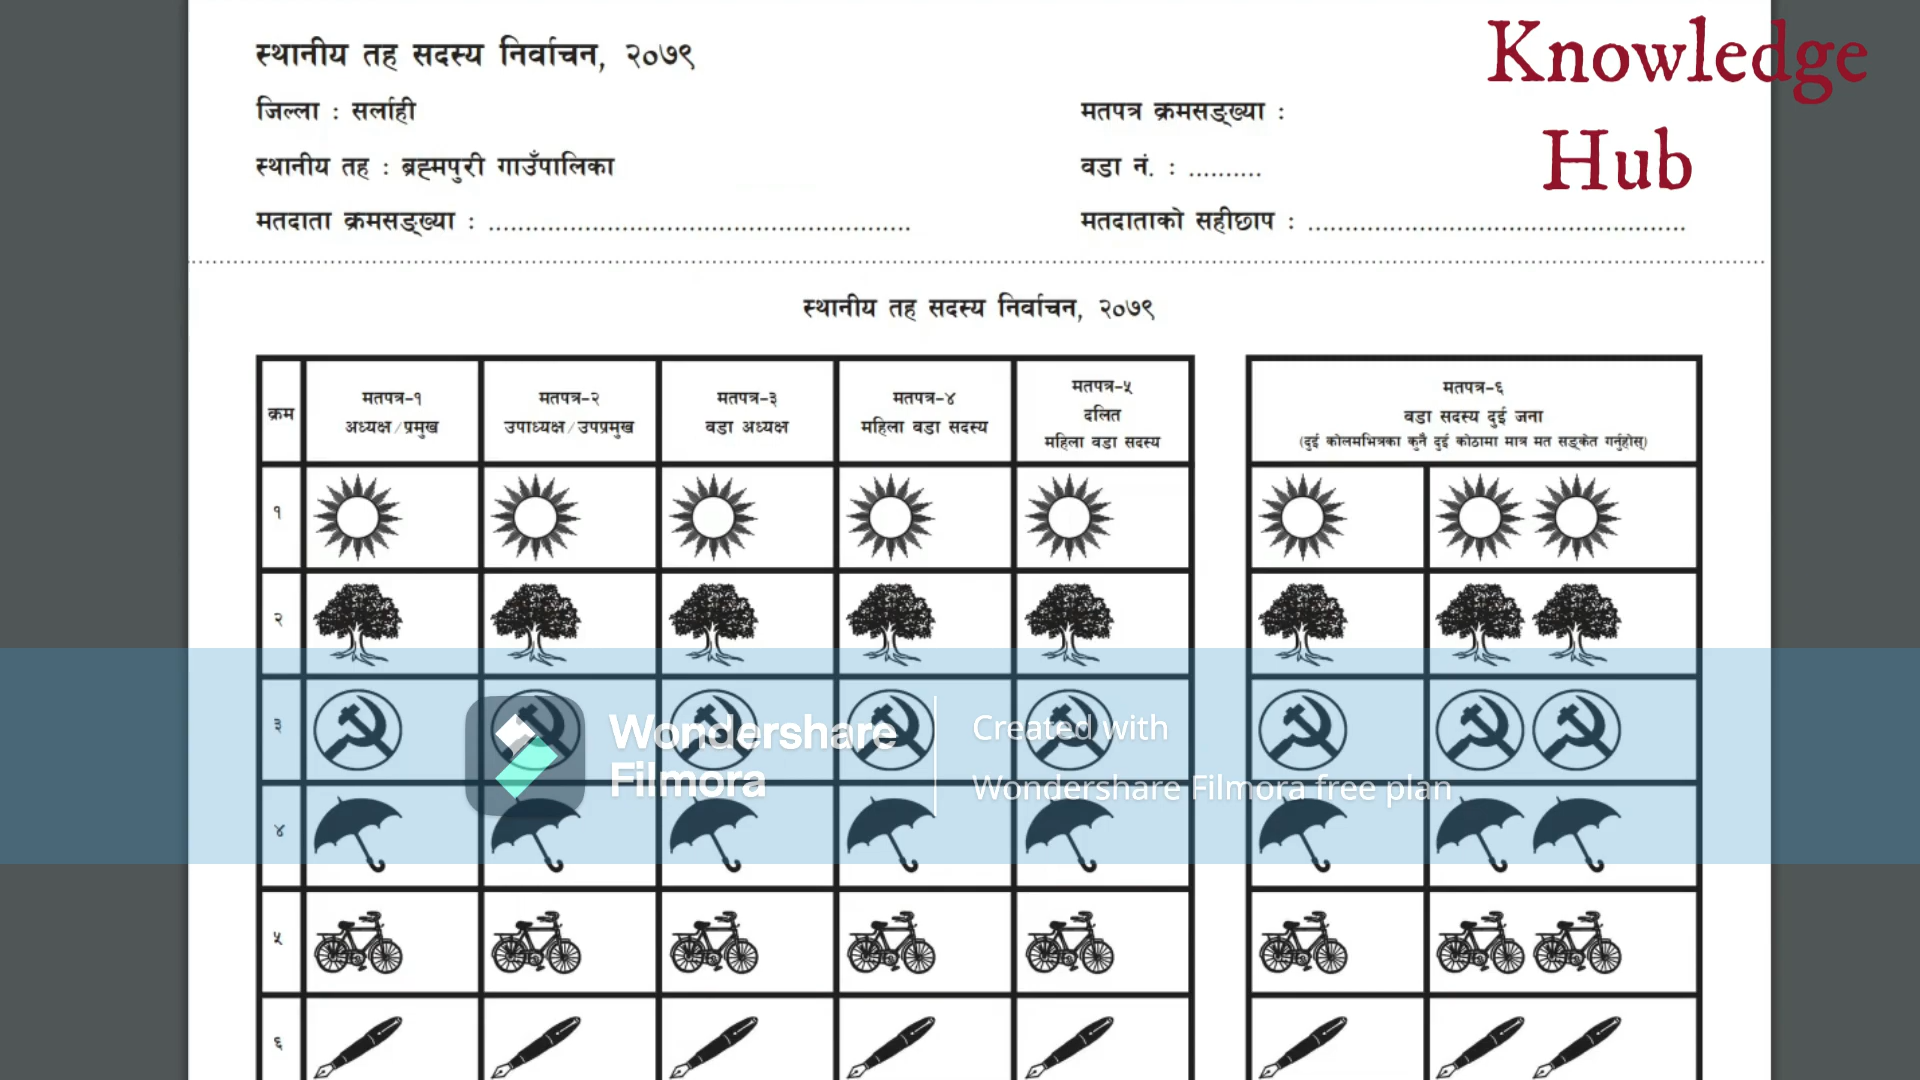 Knowledge
Hub
स्थानीय तह सदस्य निर्वाचन, २०७९
जिल्ला : सर्लाही
मतपत्र क्रमसङ्ख्या :
स्थानीय तह : ब्रह्मपुरी गाउँपालिका
वडा नं. : ..........
मतदाता क्रमसङ्ख्या : ..........................................................
मतदाताको सहीछाप : ....................................................
स्थानीय तह सदस्य निर्वाचन, २०७९
क्रम
मतपत्र-१
अध्यक्ष/प्रमुख
मतपत्र-२
उपाध्यक्ष/उपप्रमुख
मतपत्र-३
वडा अध्यक्ष
मतपत्र-४
महिला वडा सदस्य
मतपत्र-५
दलित
महिला वडा सदस्य
मतपत्र-६
वडा सदस्य दुई जना
(दुई कोलमभित्रका कुनै दुई कोठामा मात्र मत सङ्केत गर्नुहोस्)
१
२
३
४
५
६
Wondershare
Filmora
Created with
Wondershare Filmora free plan